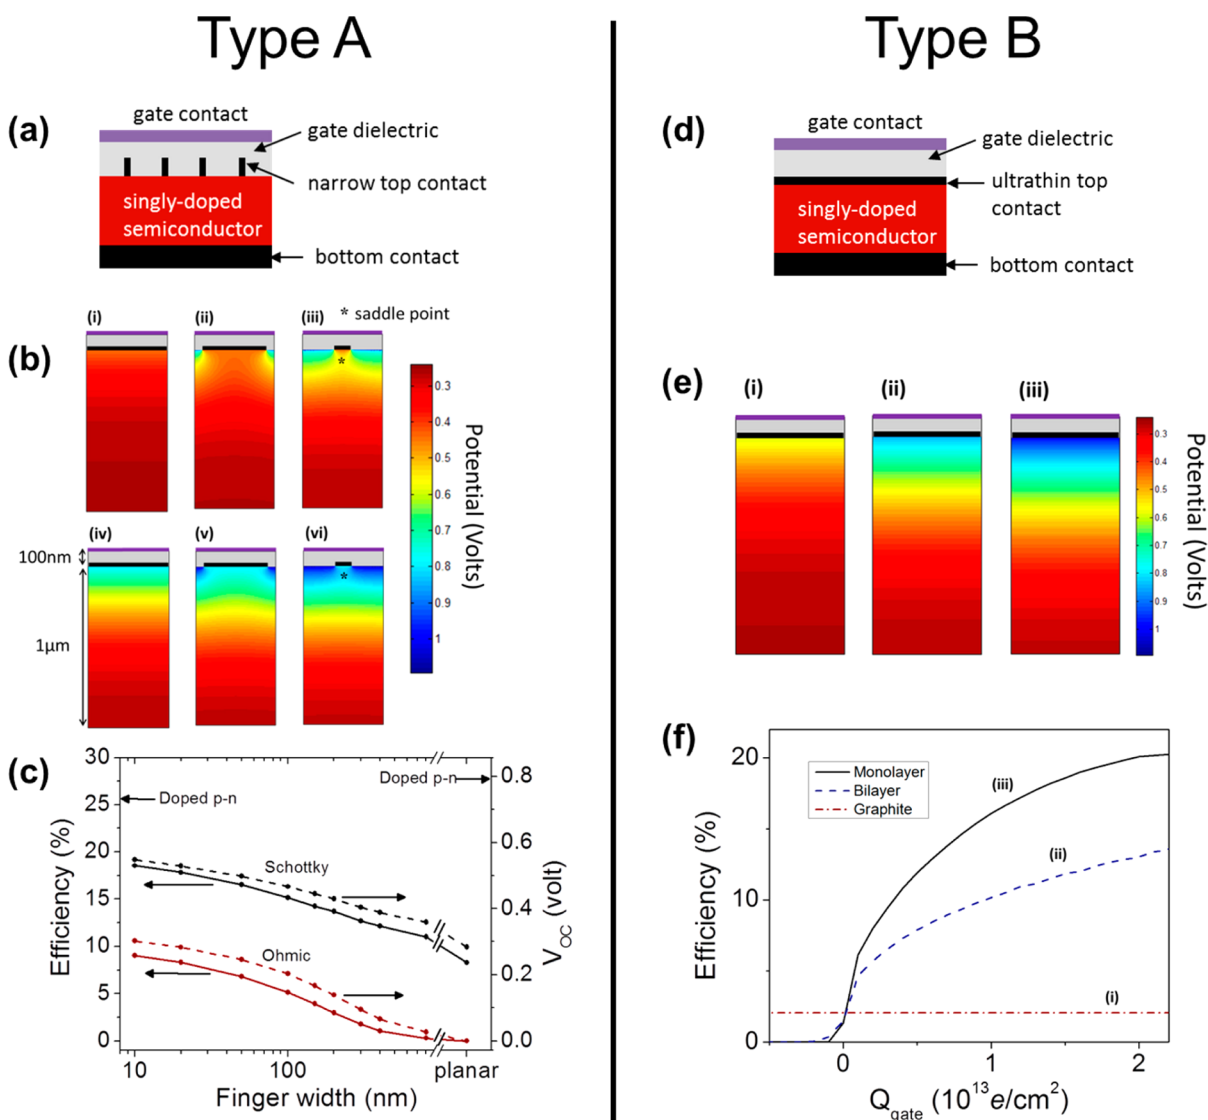 Type A
Type B
(a)
gate contact
gate dielectric
narrow top contact
singly-doped
semiconductor
bottom contact
(b)
(i)
(ii)
(iii)
* saddle point
*
(iv)
(v)
(vi)
*
100nm
1µm
0.3
0.4
0.5
0.6
0.7
0.8
0.9
1
Potential (Volts)
(c)
30
25
20
15
10
5
0
Efficiency (%)
Doped p-n
Doped p-n
Schottky
Ohmic
0.8
0.6
0.4
0.2
0.0
VOC (volt)
10
100
planar
Finger width (nm)
(d)
gate contact
gate dielectric
ultrathin top
contact
singly-doped
semiconductor
bottom contact
(e)
(i)
(ii)
(iii)
0.3
0.4
0.5
0.6
0.7
0.8
0.9
1
Potential (Volts)
(f)
20
10
0
Efficiency (%)
Monolayer
Bilayer
Graphite
(iii)
(ii)
(i)
0
1
2
Qgate (10^13 e/cm^2)